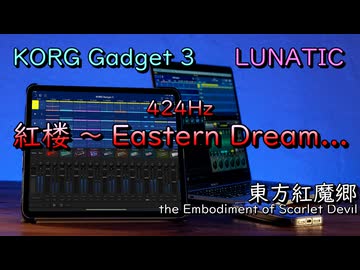 KORG Gadget 3 LUNATIC
424Hz
紅楼 ～ Eastern Dream...
東方紅魔郷
the Embodiment of Scarlet Devil